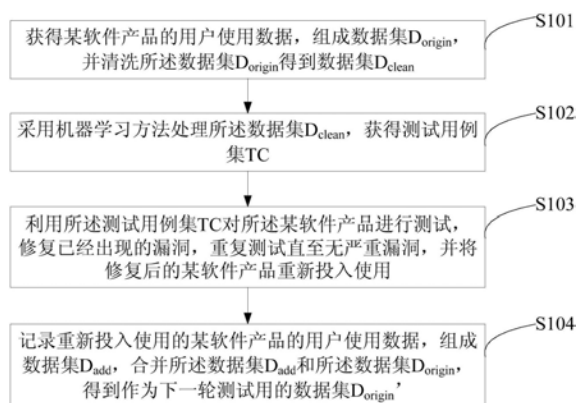 S101
获得某软件产品的用户使用数据，组成数据集Dorigin，
并清洗所述数据集Dorigin得到数据集Dclean
S102
采用机器学习方法处理所述数据集Dclean，获得测试用例
集TC
S103
利用所述测试用例集TC对所述某软件产品进行测试，
修复已经出现的漏洞，重复测试直至无严重漏洞，并将
修复后的某软件产品重新投入使用
S104
记录重新投入使用的某软件产品的用户使用数据，组成
数据集Dadd，合并所述数据集Dadd和所述数据集Dorigin，
得到作为下一轮测试用的数据集Dorigin’